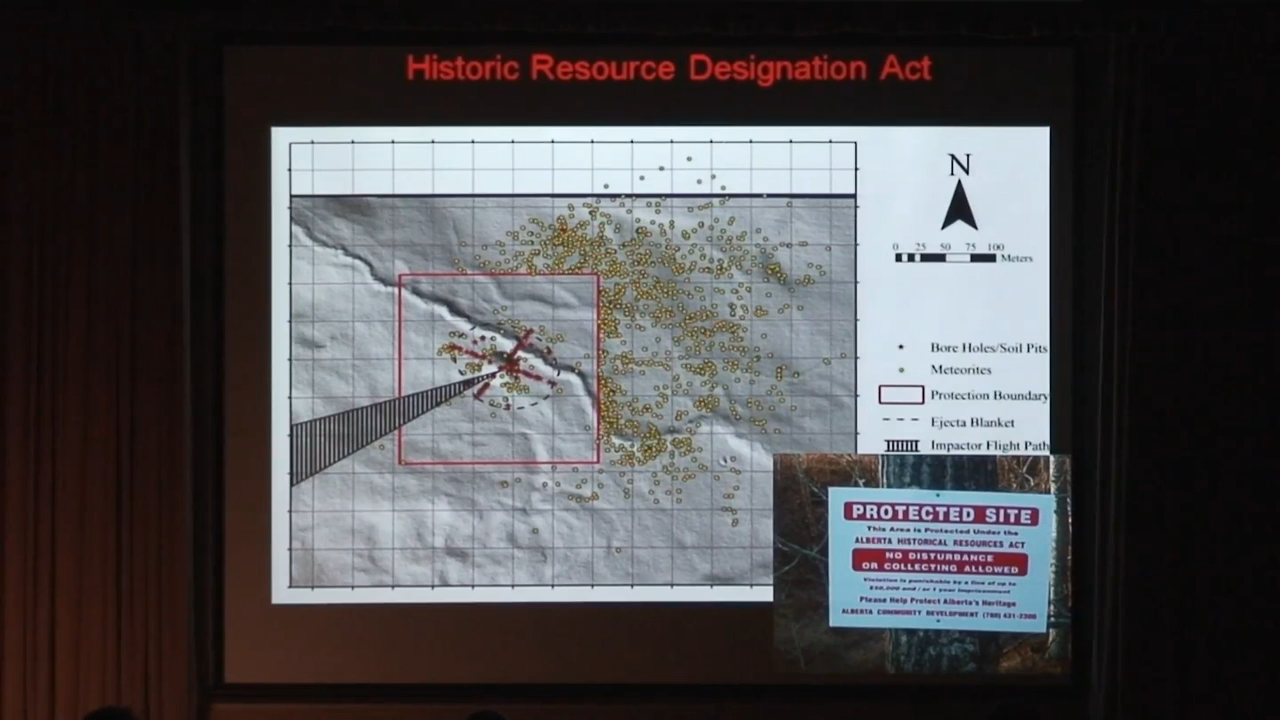 Historic Resource Designation Act
N
0 25 50 75 100
Meters
Bore Holes/Soil Pits
Meteorites
Protection Boundary
Ejecta Blanket
Impactor Flight Path
PROTECTED SITE
This Area is Protected Under the
ALBERTA HISTORICAL RESOURCES ACT
NO DISTURBANCE
OR COLLECTING ALLOWED
Violation is punishable by a fine of up to
$50,000 and / or 1 year imprisonment
Please Help Protect Alberta's Heritage
ALBERTA COMMUNITY DEVELOPMENT (780) 431-2300